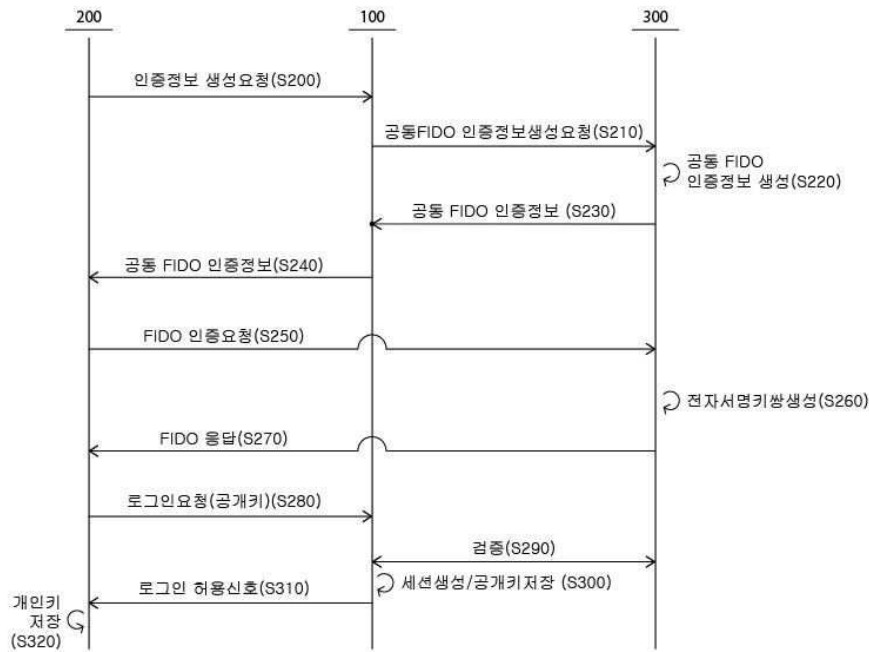 200
100
300
인증정보 생성요청(S200)
공동FIDO 인증정보생성요청(S210)
공동 FIDO
인증정보 생성(S220)
공동 FIDO 인증정보 (S230)
공동 FIDO 인증정보(S240)
FIDO 인증요청(S250)
전자서명키쌍생성(S260)
FIDO 응답(S270)
로그인요청(공개키)(S280)
검증(S290)
세션생성/공개키저장 (S300)
로그인 허용신호(S310)
개인키
저장
(S320)